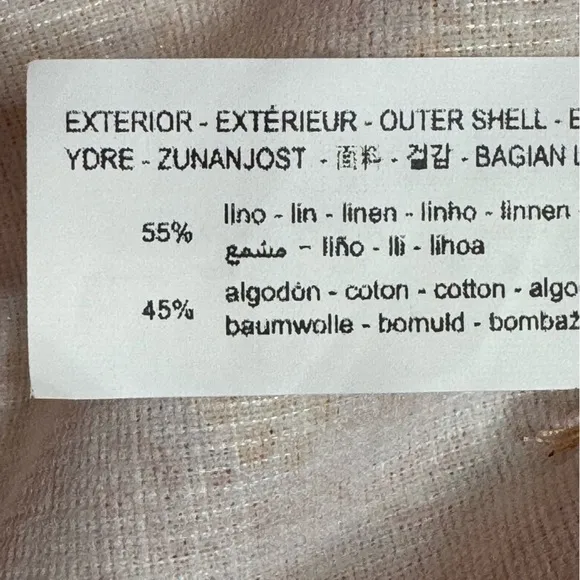 EXTERIOR - EXTÉRIEUR - OUTER SHELL - E
YDRE - ZUNANJOST - 面料 - 겉감 - BAGIAN L
55% lino - lin - linen - linho - linnen
مشمع - liño - lli - lihoa
45% algodón - coton - cotton - algo
baumwolle - bomuld - bombaž